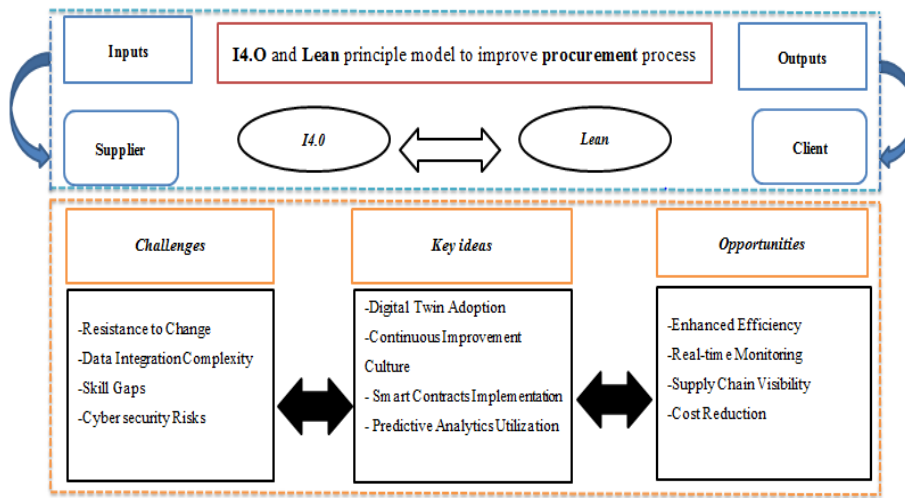 Inputs
I4.O and Lean principle model to improve procurement process
Outputs
Supplier
I4.0
Lean
Client
Challenges
Key ideas
Opportunities
-Resistance to Change
-Data Integration Complexity
-Skill Gaps
-Cyber security Risks
-Digital Twin Adoption
-Continuous Improvement
Culture
- Smart Contracts Implementation
- Predictive Analytics Utilization
-Enhanced Efficiency
-Real-time Monitoring
-Supply Chain Visibility
-Cost Reduction